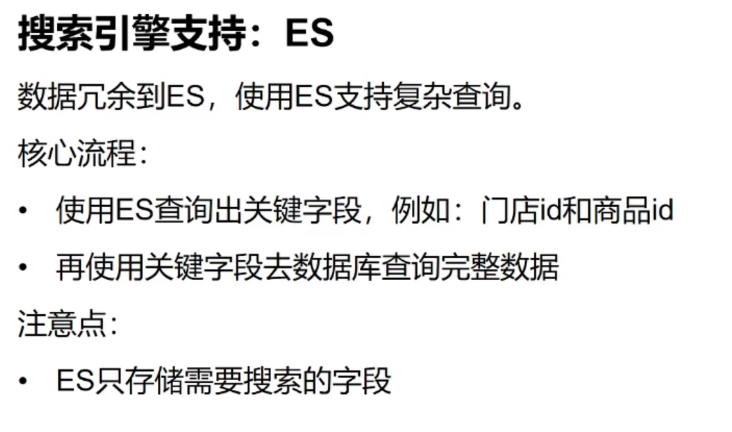 搜索引擎支持：ES
数据冗余到ES，使用ES支持复杂查询。
核心流程：
• 使用ES查询出关键字段，例如：门店id和商品id
• 再使用关键字段去数据库查询完整数据
注意点：
• ES只存储需要搜索的字段